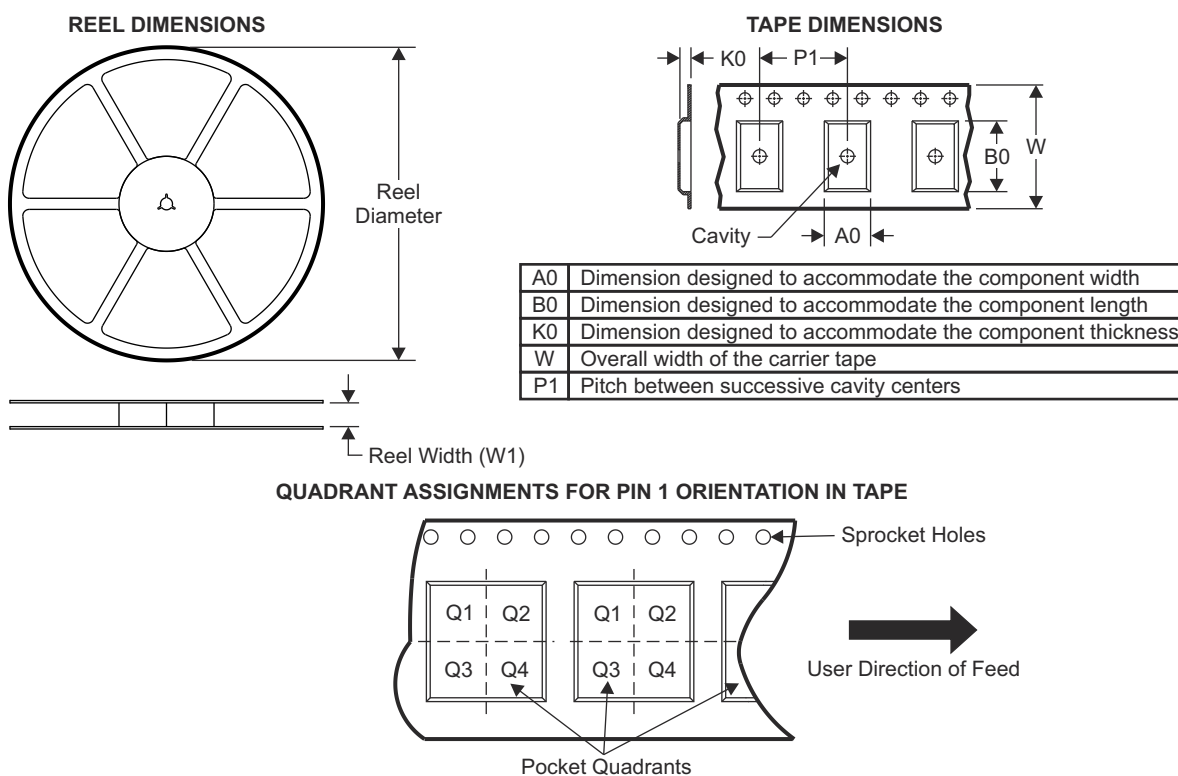 REEL DIMENSIONS
Reel
Diameter
Reel Width (W1)
TAPE DIMENSIONS
K0
P1
B0
W
Cavity
A0
A0 Dimension designed to accommodate the component width
B0 Dimension designed to accommodate the component length
K0 Dimension designed to accommodate the component thickness
W Overall width of the carrier tape
P1 Pitch between successive cavity centers
QUADRANT ASSIGNMENTS FOR PIN 1 ORIENTATION IN TAPE
Sprocket Holes
Q1 Q2 Q1 Q2
Q3 Q4 Q3 Q4
User Direction of Feed
Pocket Quadrants